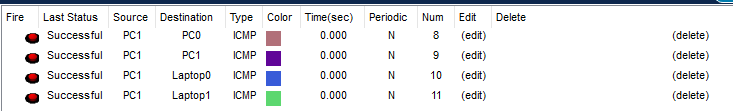 Fire Last Status Source Destination Type Color Time(sec) Periodic Num Edit Delete
Successful PC1 PC0 ICMP 0.000 N 8 (edit) (delete)
Successful PC1 PC1 ICMP 0.000 N 9 (edit) (delete)
Successful PC1 Laptop0 ICMP 0.000 N 10 (edit) (delete)
Successful PC1 Laptop1 ICMP 0.000 N 11 (edit) (delete)